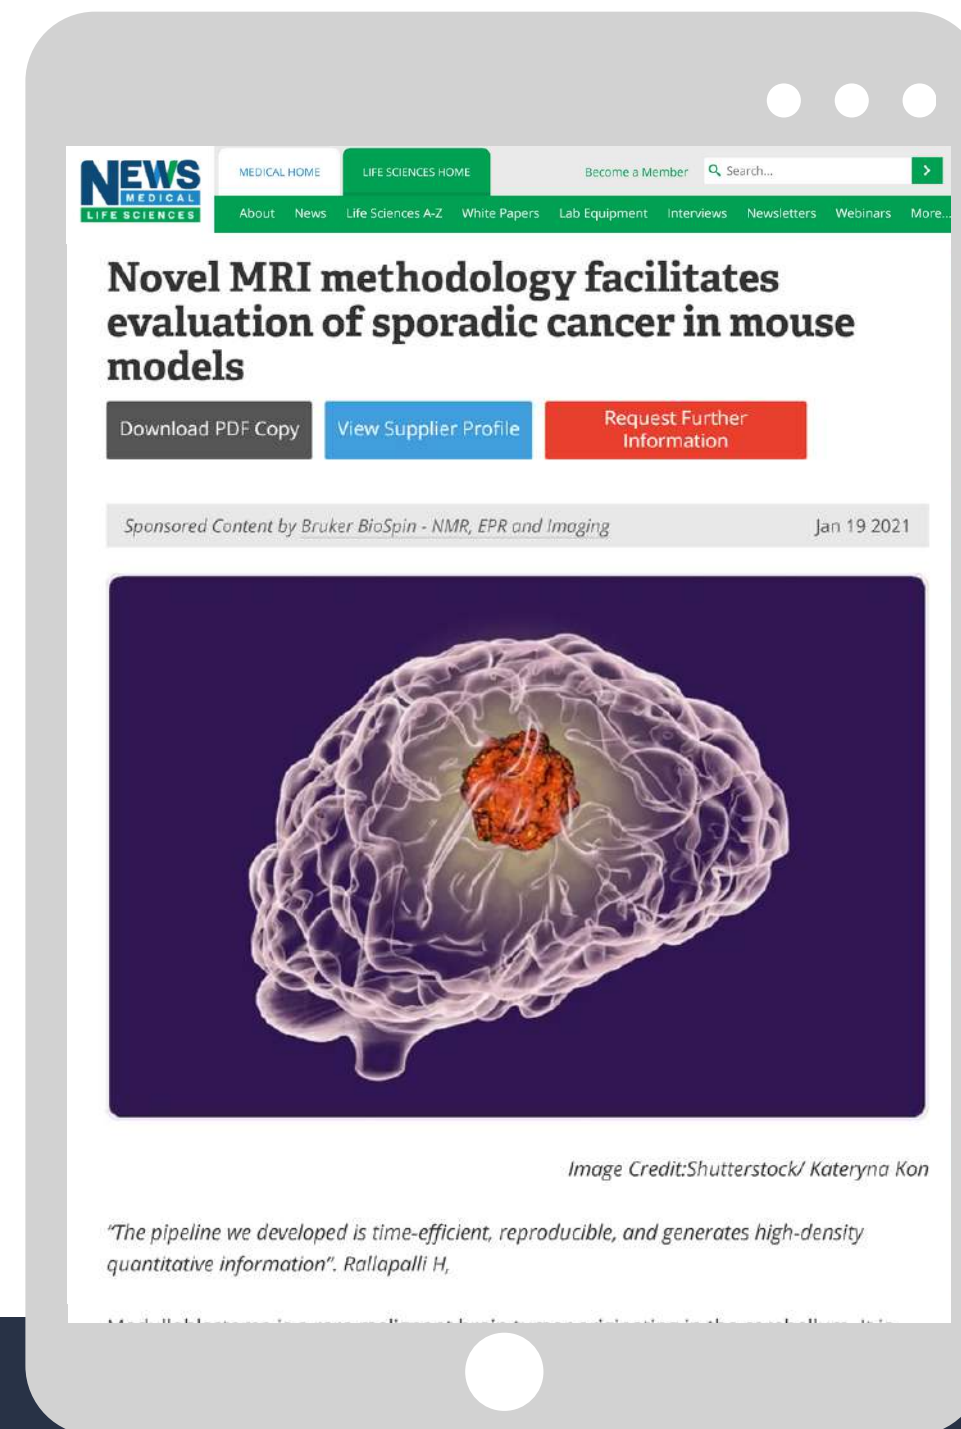 NEWS
MEDICAL
LIFE SCIENCES
MEDICAL HOME
LIFE SCIENCES HOME
Become a Member
Search...
About News Life Sciences A-Z White Papers Lab Equipment Interviews Newsletters Webinars More...
Novel MRI methodology facilitates
evaluation of sporadic cancer in mouse
models
Download PDF Copy
View Supplier Profile
Request Further
Information
Sponsored Content by Bruker BioSpin - NMR, EPR and Imaging
Jan 19 2021
Image Credit:Shutterstock/ Kateryna Kon
“The pipeline we developed is time-efficient, reproducible, and generates high-density
quantitative information”. Rallapalli H,